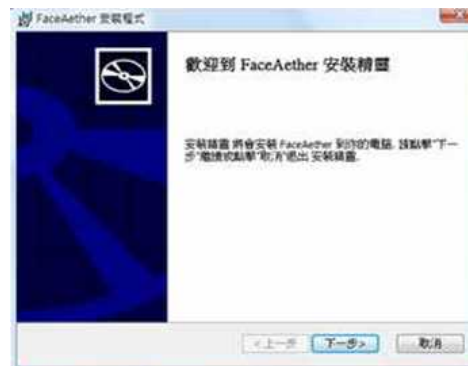 FaceAether 安裝程式
歡迎到 FaceAether 安裝精靈
安裝精靈 將會安裝 FaceAether 到你的電腦. 請點擊"下一
步"繼續或點擊"取消"退出 安裝精靈.
<上一步 下一步> 取消